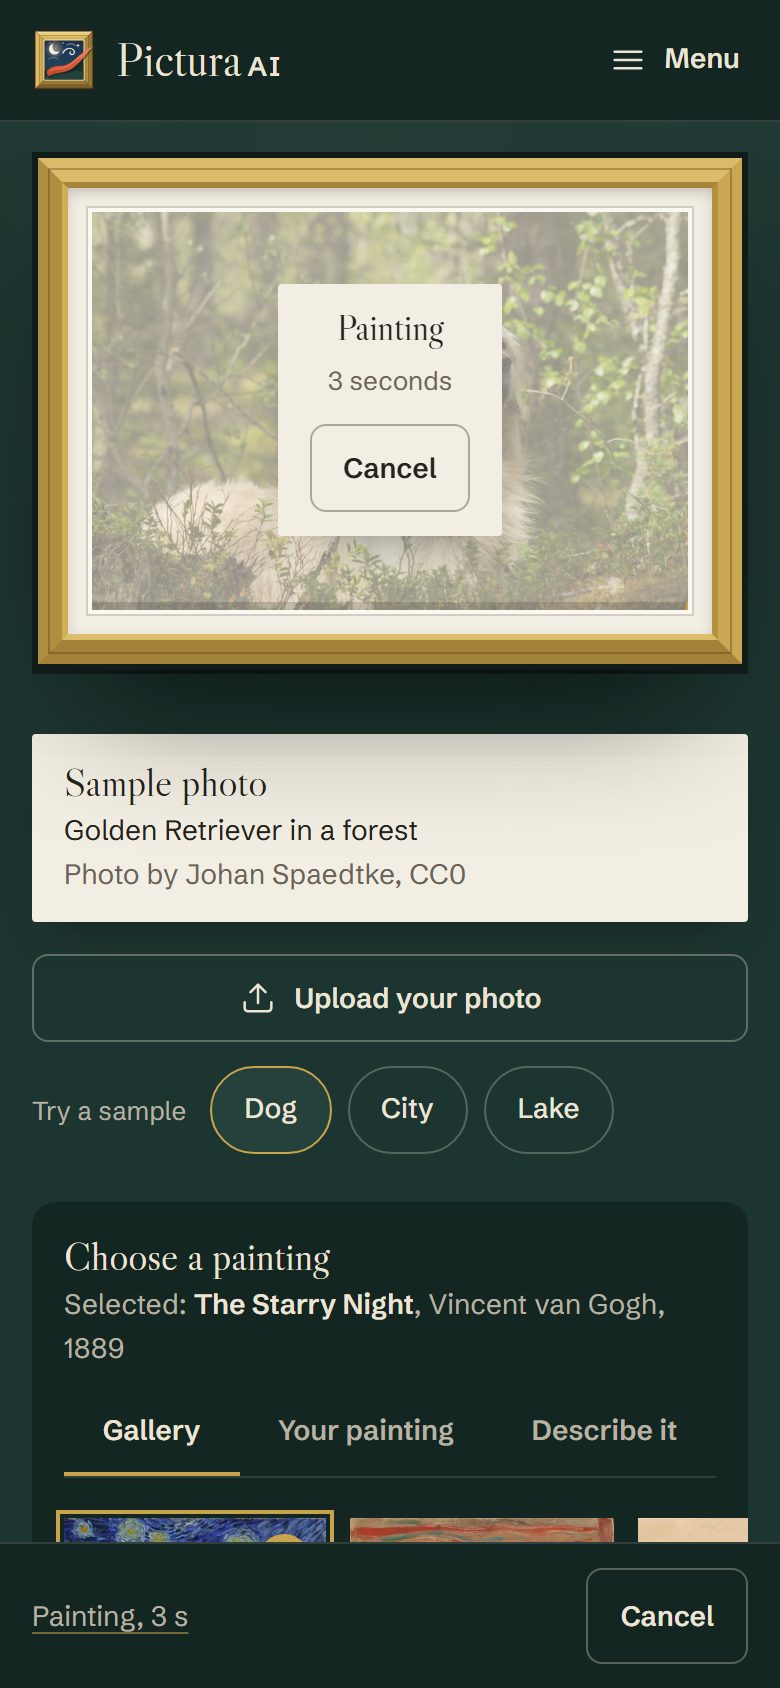 Pictura AI
Menu
Painting
3 seconds
Cancel
Sample photo
Golden Retriever in a forest
Photo by Johan Spaedtke, CC0
Upload your photo
Try a sample
Dog
City
Lake
Choose a painting
Selected: The Starry Night, Vincent van Gogh,
1889
Gallery
Your painting
Describe it
Painting, 3 s
Cancel